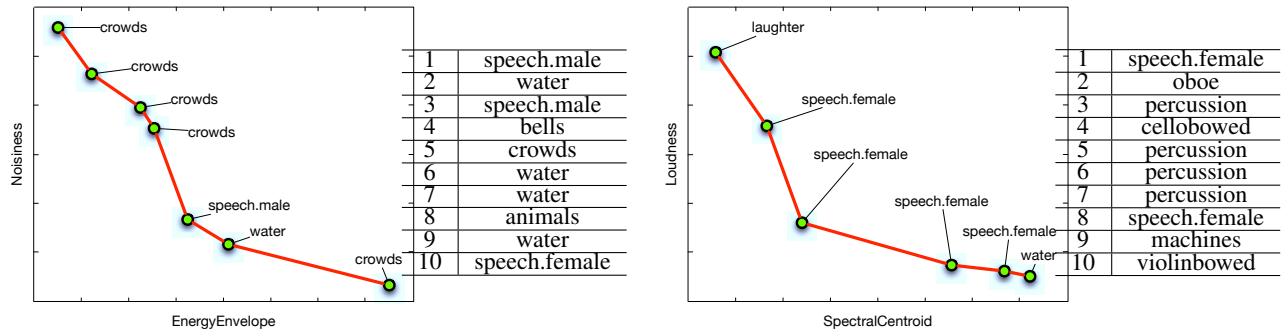 crowds
crowds
crowds
crowds
speech.male
water
crowds
Noisiness
EnergyEnvelope
1 speech.male
2 water
3 speech.male
4 bells
5 crowds
6 water
7 water
8 animals
9 water
10 speech.female
laughter
speech.female
speech.female
speech.female
speech.female
water
Loudness
SpectralCentroid
1 speech.female
2 oboe
3 percussion
4 cellobowed
5 percussion
6 percussion
7 percussion
8 speech.female
9 machines
10 violinbowed